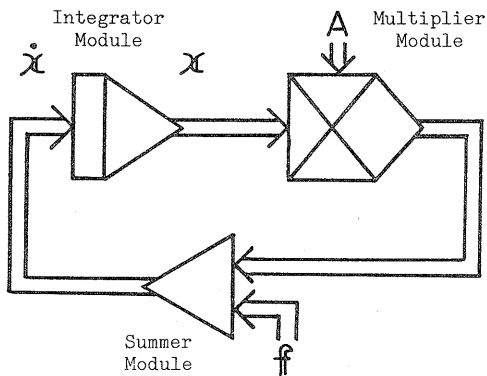 Integrator
Module
Multiplier
Module
ẋ
x
A
Summer
Module
f